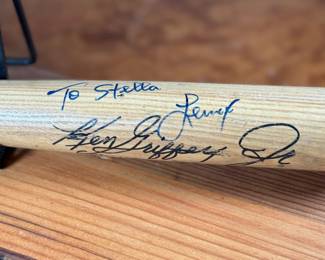 To Stella
Ken Griffey Jr